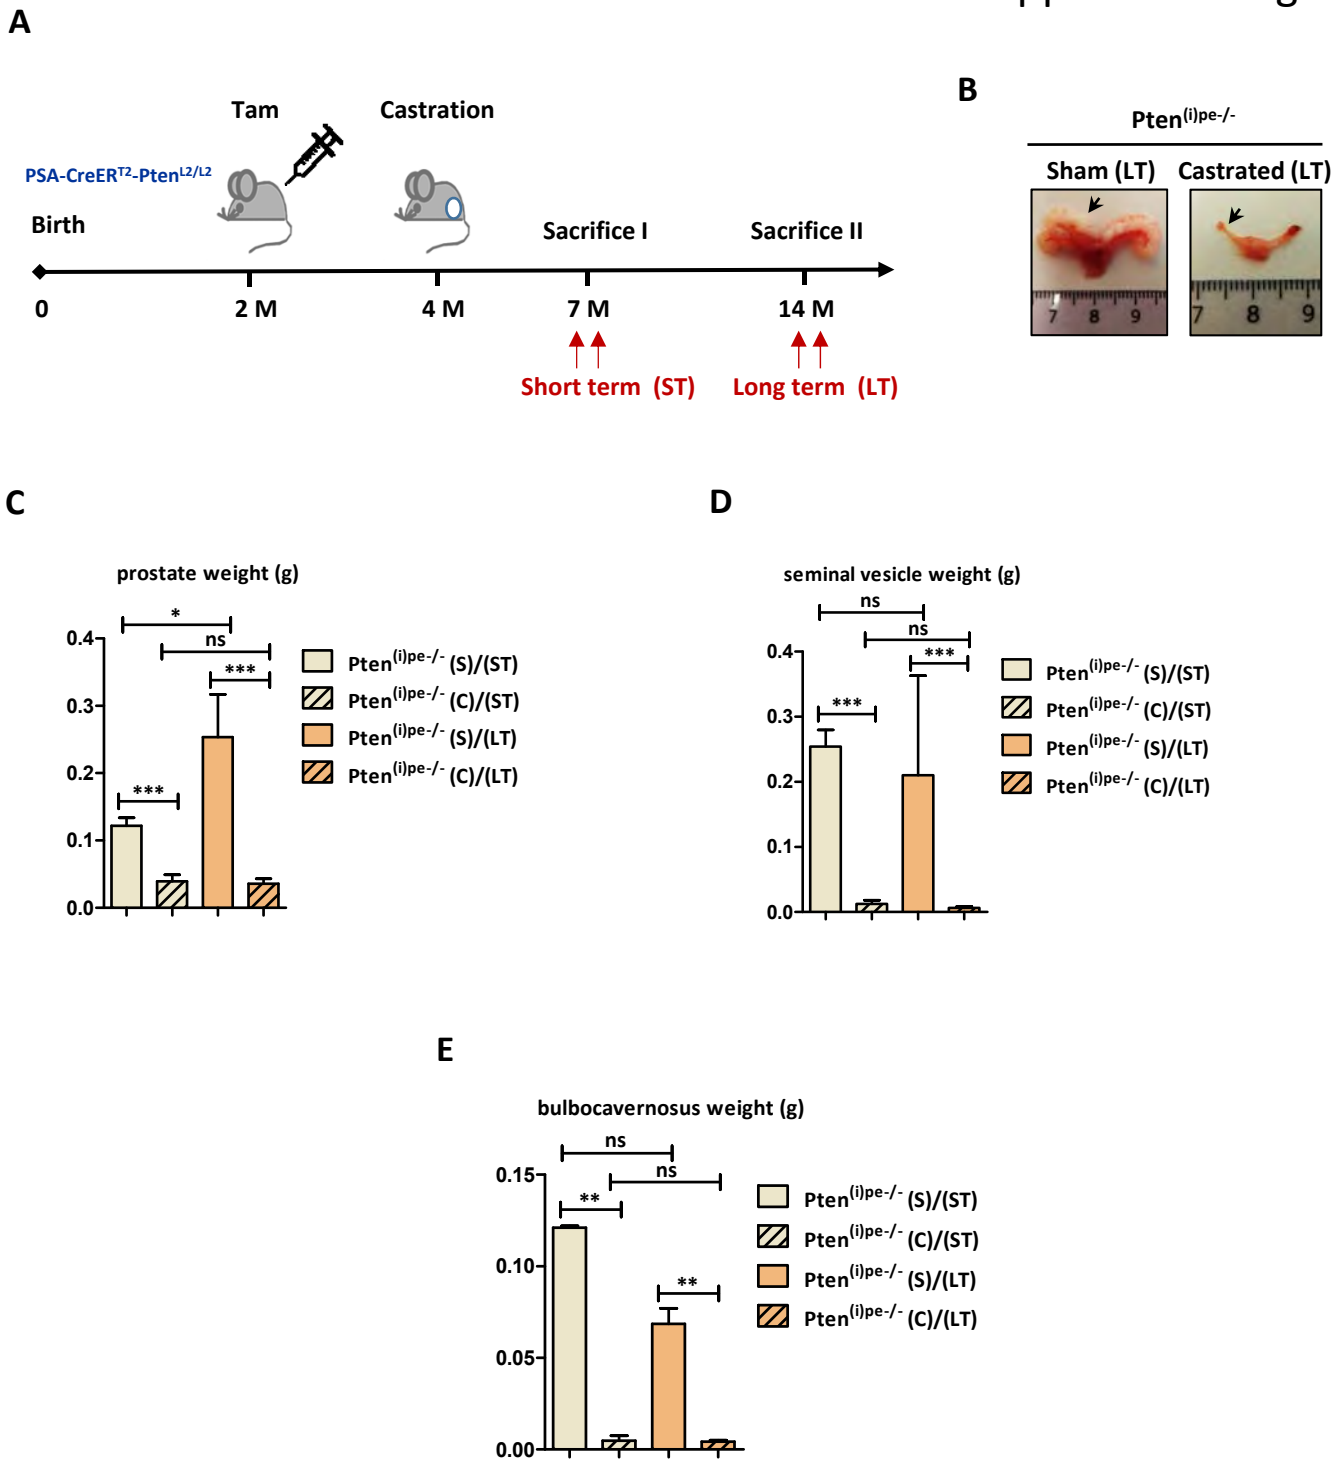 A
Tam
Castration
PSA-CreER^T2-Pten^L2/L2
Birth
Sacrifice I
Sacrifice II
0
2 M
4 M
7 M
14 M
Short term (ST)
Long term (LT)
B
Pten^(i)pe-/-
Sham (LT)
Castrated (LT)
7 8 9
7 8 9
C
prostate weight (g)
*
ns
***
***
0.4
0.3
0.2
0.1
0.0
Pten^(i)pe-/- (S)/(ST)
Pten^(i)pe-/- (C)/(ST)
Pten^(i)pe-/- (S)/(LT)
Pten^(i)pe-/- (C)/(LT)
D
seminal vesicle weight (g)
ns
ns
***
***
0.4
0.3
0.2
0.1
0.0
Pten^(i)pe-/- (S)/(ST)
Pten^(i)pe-/- (C)/(ST)
Pten^(i)pe-/- (S)/(LT)
Pten^(i)pe-/- (C)/(LT)
E
bulbocavernosus weight (g)
ns
ns
**
**
0.15
0.10
0.05
0.00
Pten^(i)pe-/- (S)/(ST)
Pten^(i)pe-/- (C)/(ST)
Pten^(i)pe-/- (S)/(LT)
Pten^(i)pe-/- (C)/(LT)